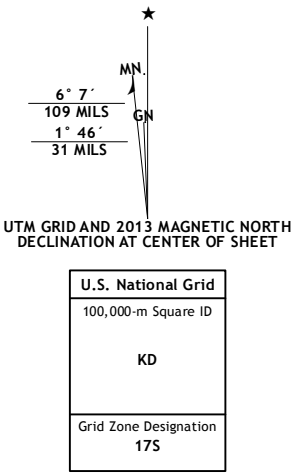 ★
MN.
6° 7´
109 MILS
GN
1° 46´
31 MILS
UTM GRID AND 2013 MAGNETIC NORTH
DECLINATION AT CENTER OF SHEET
U.S. National Grid
100,000-m Square ID
KD
Grid Zone Designation
17S